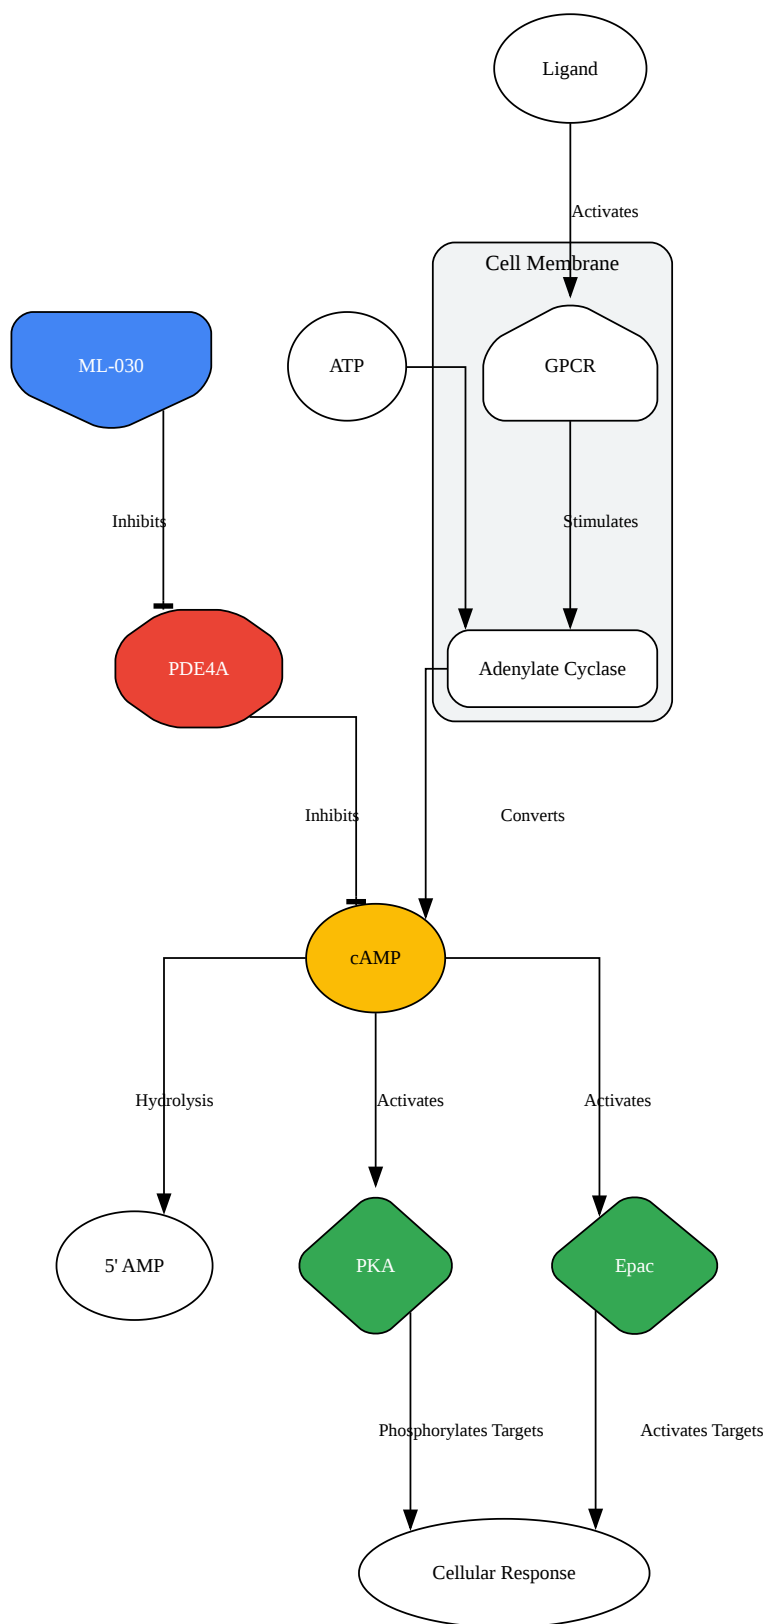 Ligand
Activates
Cell Membrane
ML-030
ATP
GPCR
Inhibits
Stimulates
PDE4A
Adenylate Cyclase
Inhibits
Converts
cAMP
Hydrolysis
Activates
Activates
5' AMP
PKA
Epac
Phosphorylates Targets
Activates Targets
Cellular Response